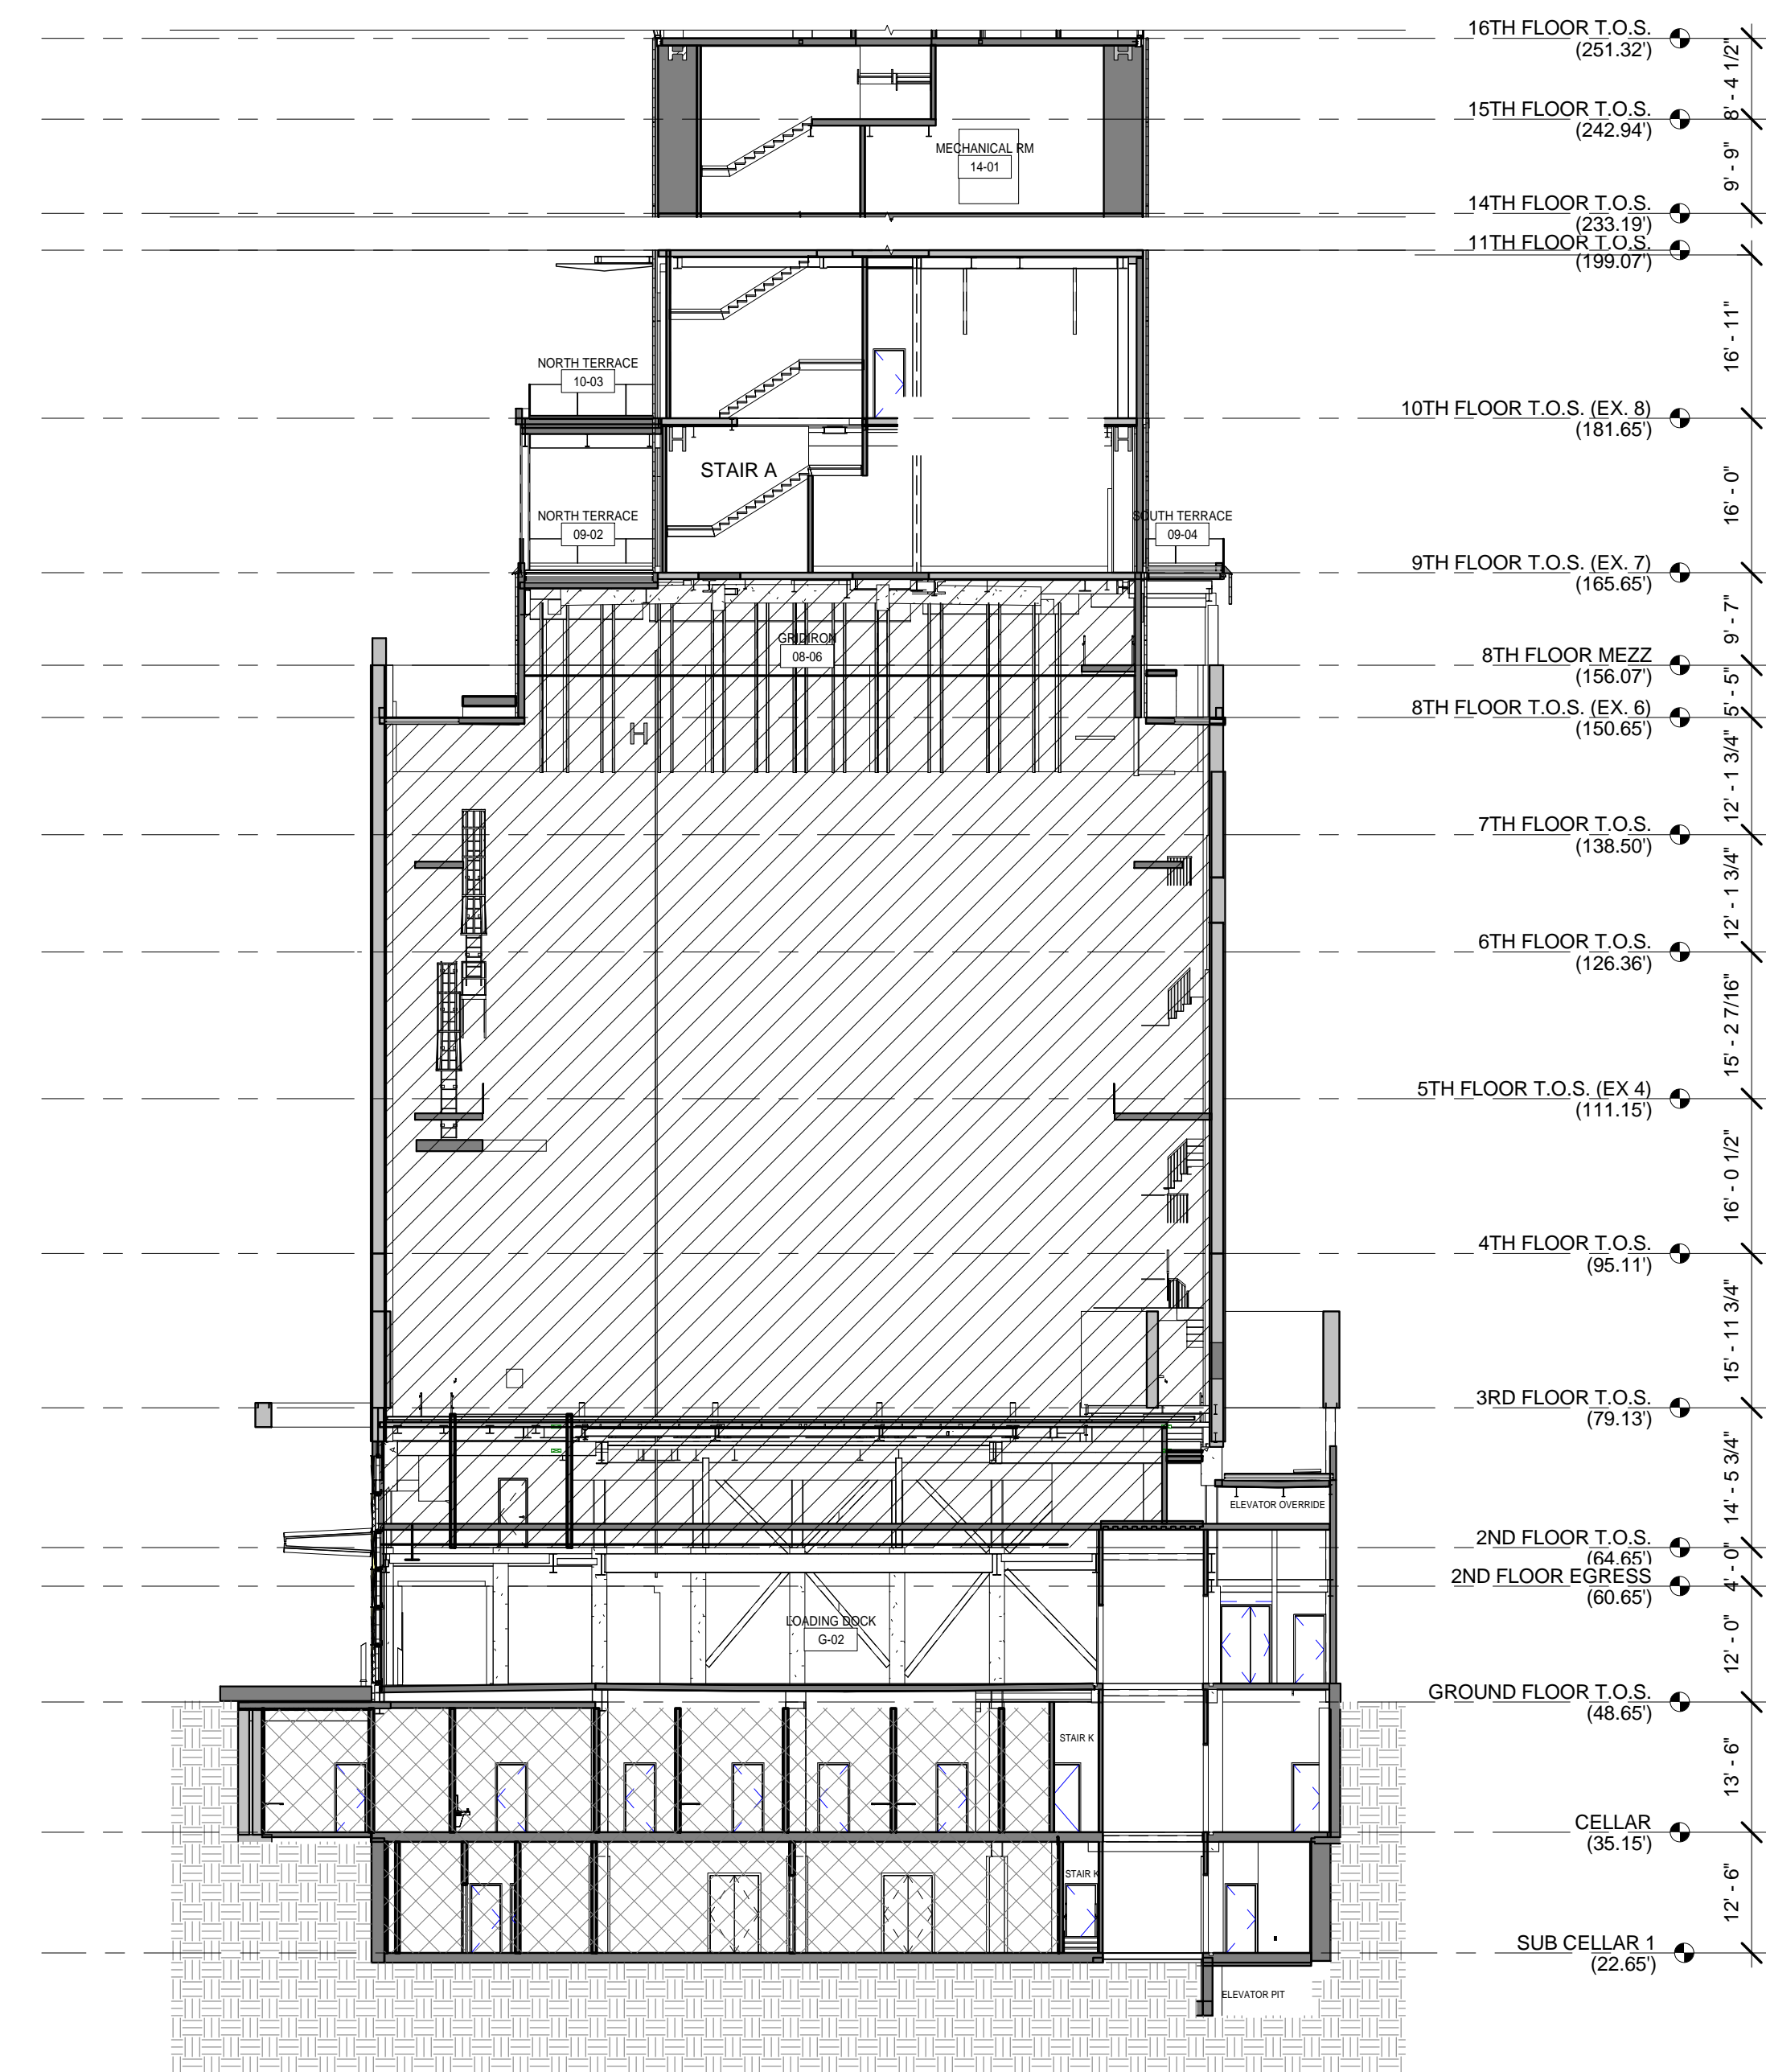 16TH FLOOR T.O.S.
(251.32')
8' - 4 1/2"
15TH FLOOR T.O.S.
(242.94')
MECHANICAL RM
14-01
9' - 9"
14TH FLOOR T.O.S.
(233.19')
11TH FLOOR T.O.S.
(199.07')
16' - 11"
NORTH TERRACE
10-03
10TH FLOOR T.O.S. (EX. 8)
(181.65')
STAIR A
16' - 0"
NORTH TERRACE
09-02
SOUTH TERRACE
09-04
9TH FLOOR T.O.S. (EX. 7)
(165.65')
9' - 7"
GRIDIRON
08-06
8TH FLOOR MEZZ
(156.07')
5' - 5"
8TH FLOOR T.O.S. (EX. 6)
(150.65')
12' - 1 3/4"
7TH FLOOR T.O.S.
(138.50')
12' - 1 3/4"
6TH FLOOR T.O.S.
(126.36')
15' - 2 7/16"
5TH FLOOR T.O.S. (EX 4)
(111.15')
16' - 0 1/2"
4TH FLOOR T.O.S.
(95.11')
15' - 11 3/4"
3RD FLOOR T.O.S.
(79.13')
14' - 5 3/4"
ELEVATOR OVERRIDE
2ND FLOOR T.O.S.
(64.65')
4' - 0"
2ND FLOOR EGRESS
(60.65')
LOADING DOCK
G-02
12' - 0"
GROUND FLOOR T.O.S.
(48.65')
STAIR K
13' - 6"
CELLAR
(35.15')
STAIR K
12' - 6"
SUB CELLAR 1
(22.65')
ELEVATOR PIT